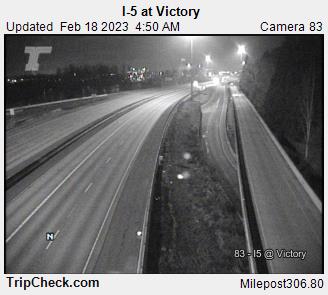 I-5 at Victory
Updated  Feb 18 2023  4:50 AM Camera 83
TR
N
83 - I5 @ Victory
TripCheck.com Milepost306.80